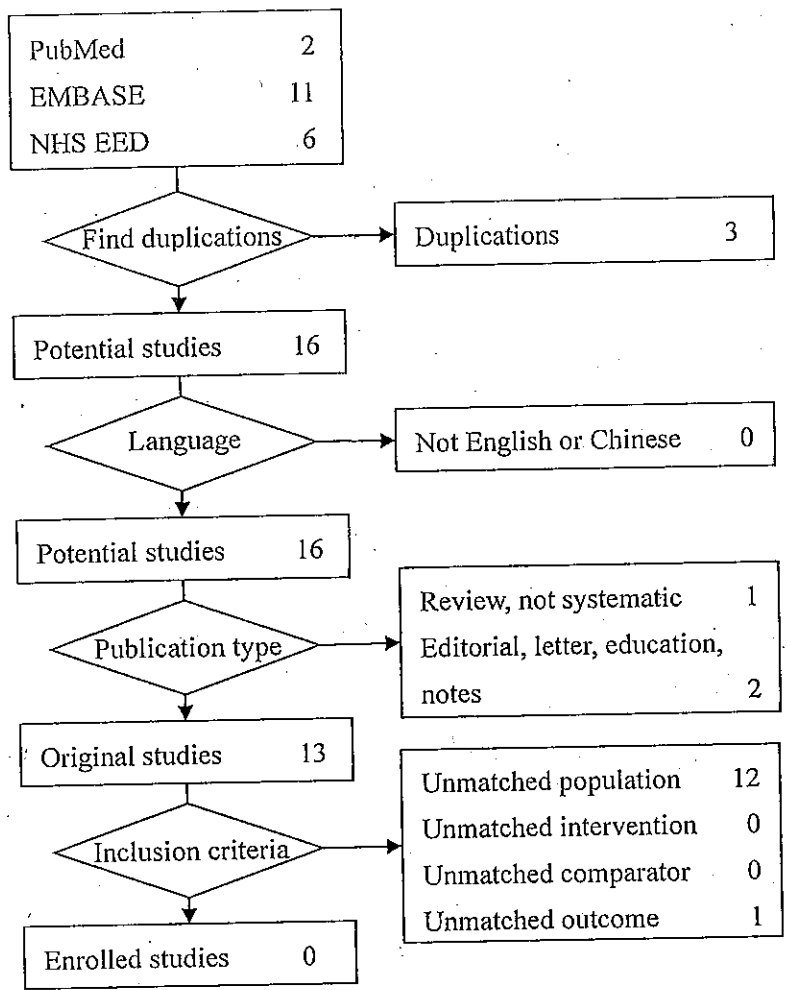 PubMed 2
EMBASE 11
NHS EED 6
Find duplications
Duplications 3
Potential studies 16
Language
Not English or Chinese 0
Potential studies 16
Publication type
Review, not systematic 1
Editorial, letter, education,
notes 2
Original studies 13
Inclusion criteria
Unmatched population 12
Unmatched intervention 0
Unmatched comparator 0
Unmatched outcome 1
Enrolled studies 0